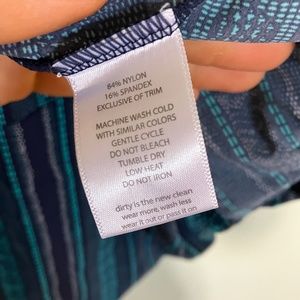 84% NYLON
16% SPANDEX
EXCLUSIVE OF TRIM
MACHINE WASH COLD
WITH SIMILAR COLORS
GENTLE CYCLE
DO NOT BLEACH
TUMBLE DRY
LOW HEAT
DO NOT IRON
dirty is the new clean
wear more, wash less
wear it out or pass it on